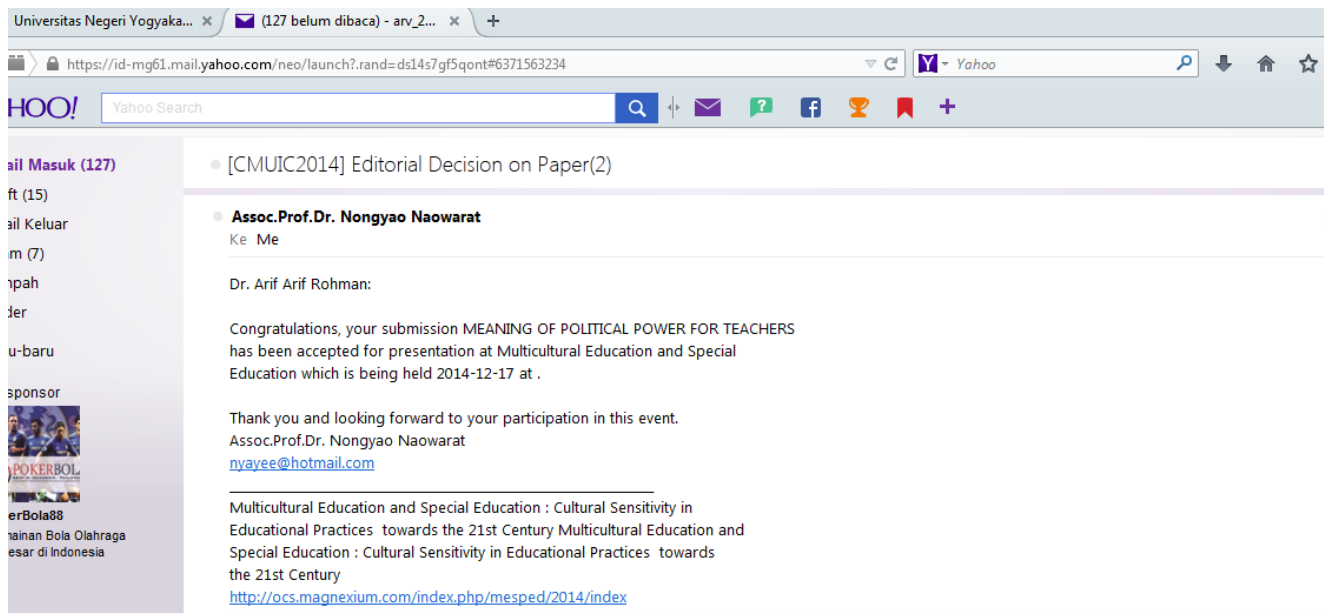 Universitas Negeri Yogyaka... ×
(127 belum dibaca) - arv_2... × +
https://id-mg61.mail.yahoo.com/neo/launch?.rand=ds14s7gf5qont#6371563234
Y Yahoo
HOO!
Yahoo Search
ail Masuk (127)
ft (15)
ail Keluar
am (7)
mpah
der
u-baru
sponsor
POKERBOL
erBola88
ainan Bola Olahraga
esar di Indonesia
[CMUIC2014] Editorial Decision on Paper(2)
Assoc.Prof.Dr. Nongyao Naowarat
Ke Me
Dr. Arif Arif Rohman:
Congratulations, your submission MEANING OF POLITICAL POWER FOR TEACHERS
has been accepted for presentation at Multicultural Education and Special
Education which is being held 2014-12-17 at .
Thank you and looking forward to your participation in this event.
Assoc.Prof.Dr. Nongyao Naowarat
nyayee@hotmail.com
Multicultural Education and Special Education : Cultural Sensitivity in
Educational Practices towards the 21st Century Multicultural Education and
Special Education : Cultural Sensitivity in Educational Practices towards
the 21st Century
http://ocs.magnexium.com/index.php/mesped/2014/index